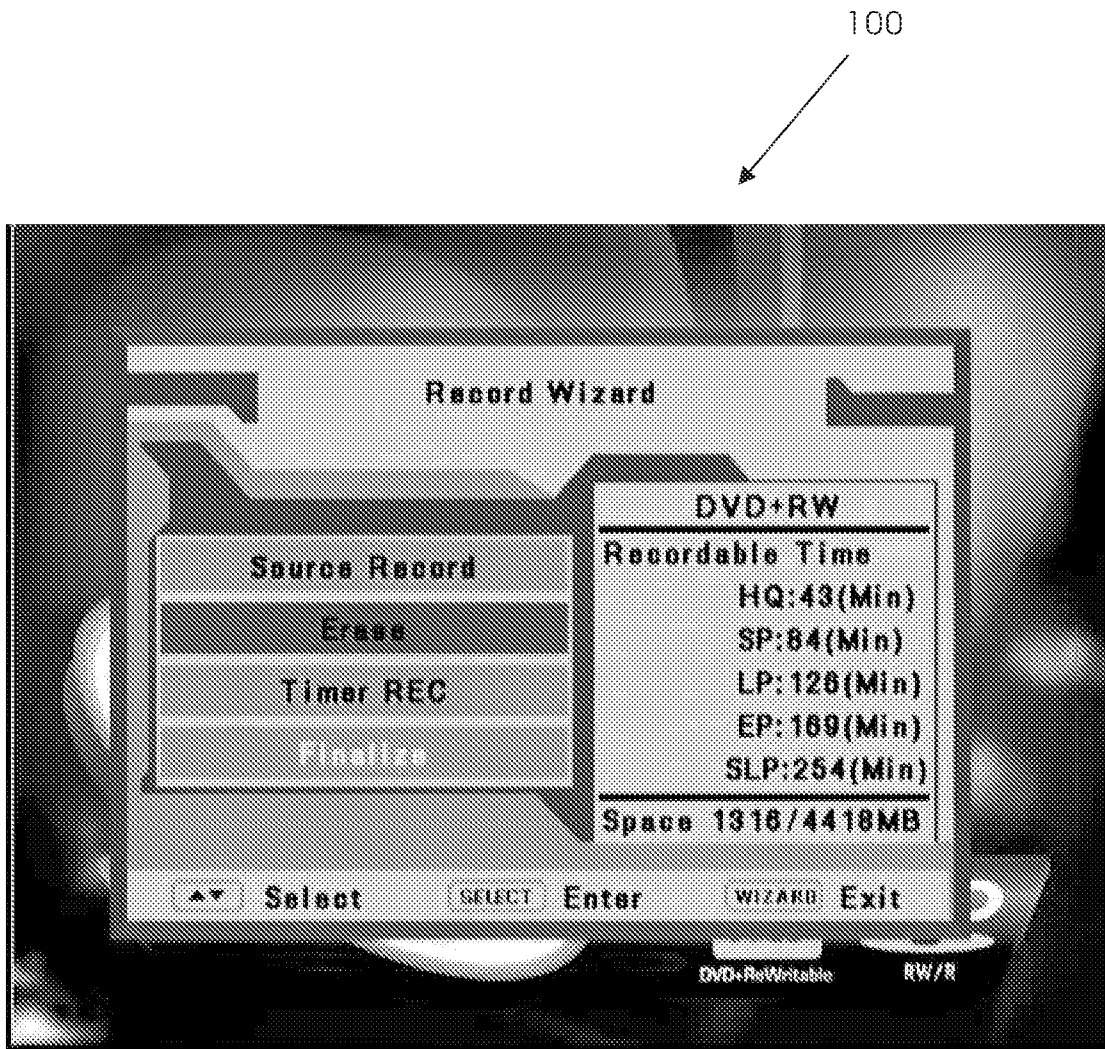 100
Record Wizard
DVD+RW
Recordable Time
HQ:43(Min)
SP:84(Min)
LP:126(Min)
EP:169(Min)
SLP:254(Min)
Space 1316/4418MB
Source Record
Erase
Timer REC
Finalize
▲▼ Select SELECT Enter WIZARD Exit
DVD+ReWritable RW/R